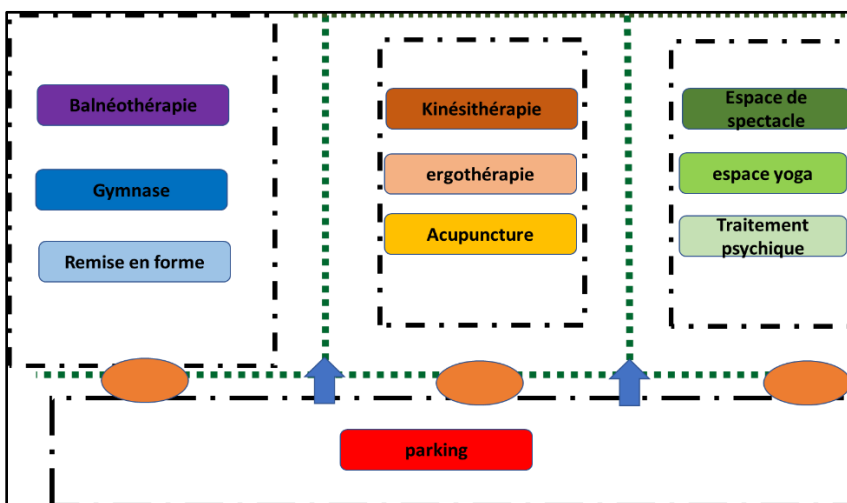 Balnéothérapie
Gymnase
Remise en forme
Kinésithérapie
ergothérapie
Acupuncture
Espace de
spectacle
espace yoga
Traitement
psychique
parking